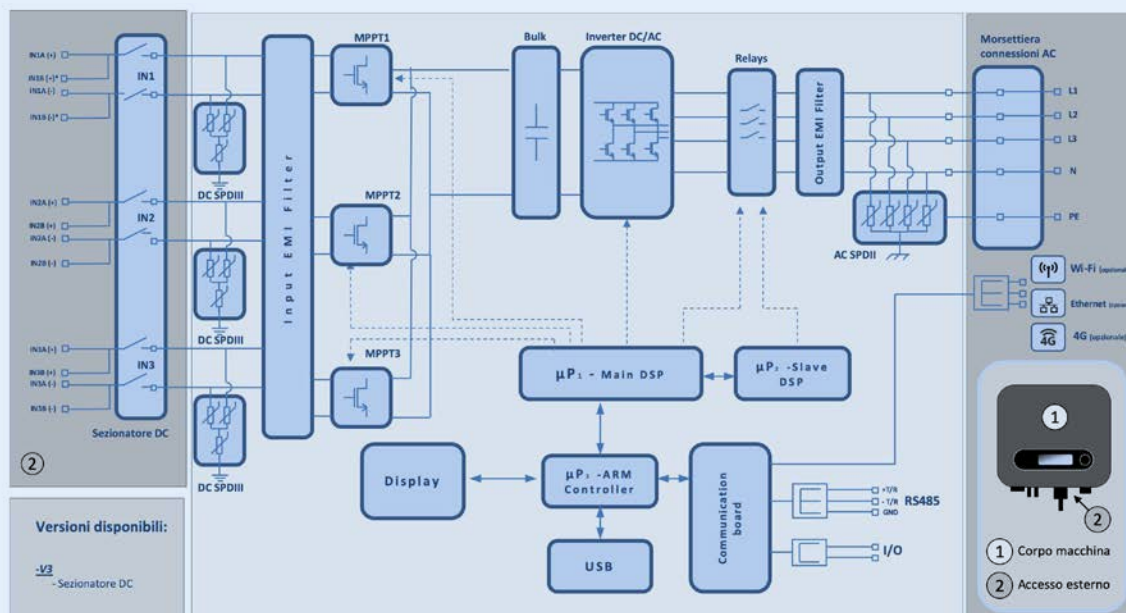 MPPT1
Bulk
Inverter DC/AC
Relays
Morsettiera
connessioni AC
IN1A (+)
IN1
IN1A (-)
IN1B (-)*
DC SPDIII
Input EMI Filter
Output EMI Filter
L1
L2
L3
N
PE
MPPT2
IN2A (+)
IN2
IN2B (+)
IN2A (-)
IN2B (-)
DC SPDIII
AC SPDII
Wi-Fi
Ethernet
4G
4G (opzionale)
MPPT3
IN3
IN3B (+)
IN3A (-)
Sezionatore DC
DC SPDIII
2
µP₁ - Main DSP
µP₂ -Slave
DSP
Display
µP₃ -ARM
Controller
USB
Communication
board
+T/R
- T/R
GND
RS485
I/O
1
2
1 Corpo macchina
2 Accesso esterno
Versioni disponibili:
-V3
- Sezionatore DC